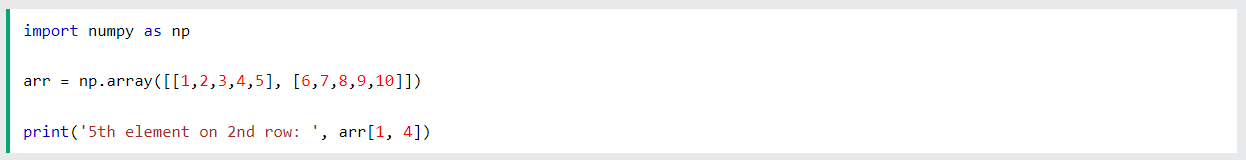 import numpy as np
arr = np.array([[1,2,3,4,5], [6,7,8,9,10]])
print('5th element on 2nd row: ', arr[1, 4])